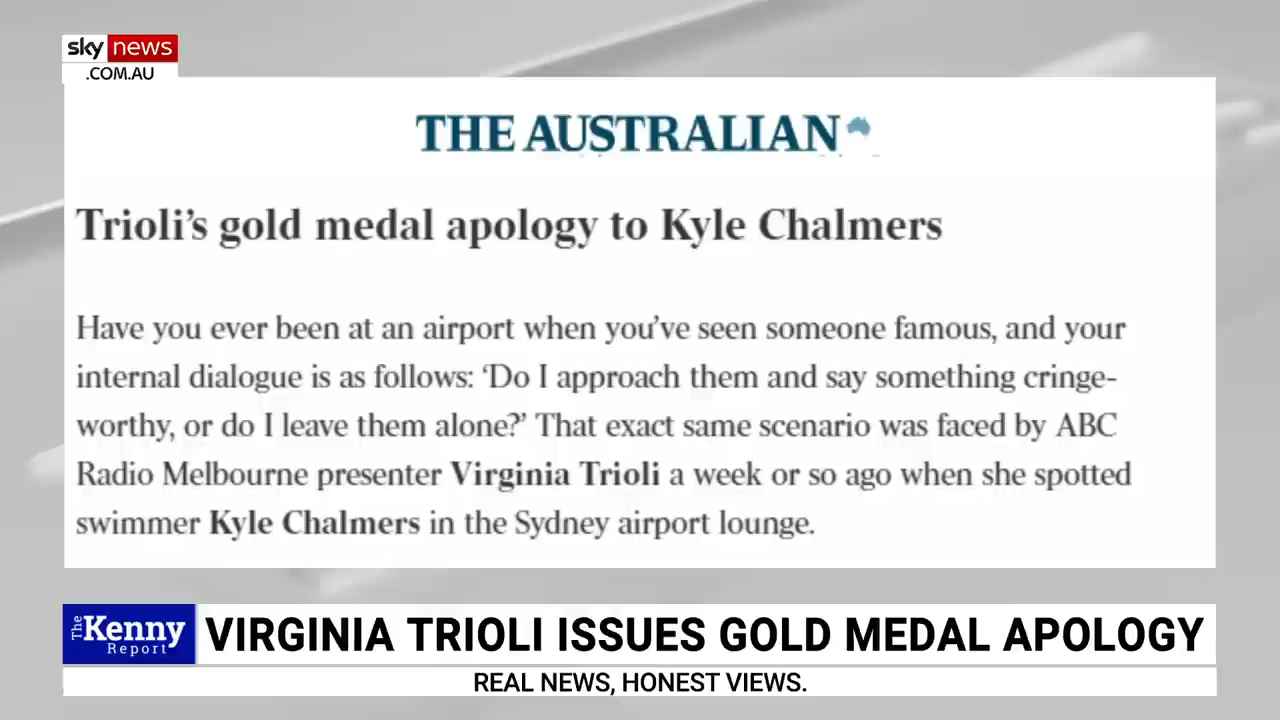 sky news
.COM.AU
THE AUSTRALIAN
Trioli’s gold medal apology to Kyle Chalmers
Have you ever been at an airport when you’ve seen someone famous, and your
internal dialogue is as follows: ‘Do I approach them and say something cringe-
worthy, or do I leave them alone?’ That exact same scenario was faced by ABC
Radio Melbourne presenter Virginia Trioli a week or so ago when she spotted
swimmer Kyle Chalmers in the Sydney airport lounge.
The Kenny Report
VIRGINIA TRIOLI ISSUES GOLD MEDAL APOLOGY
REAL NEWS, HONEST VIEWS.